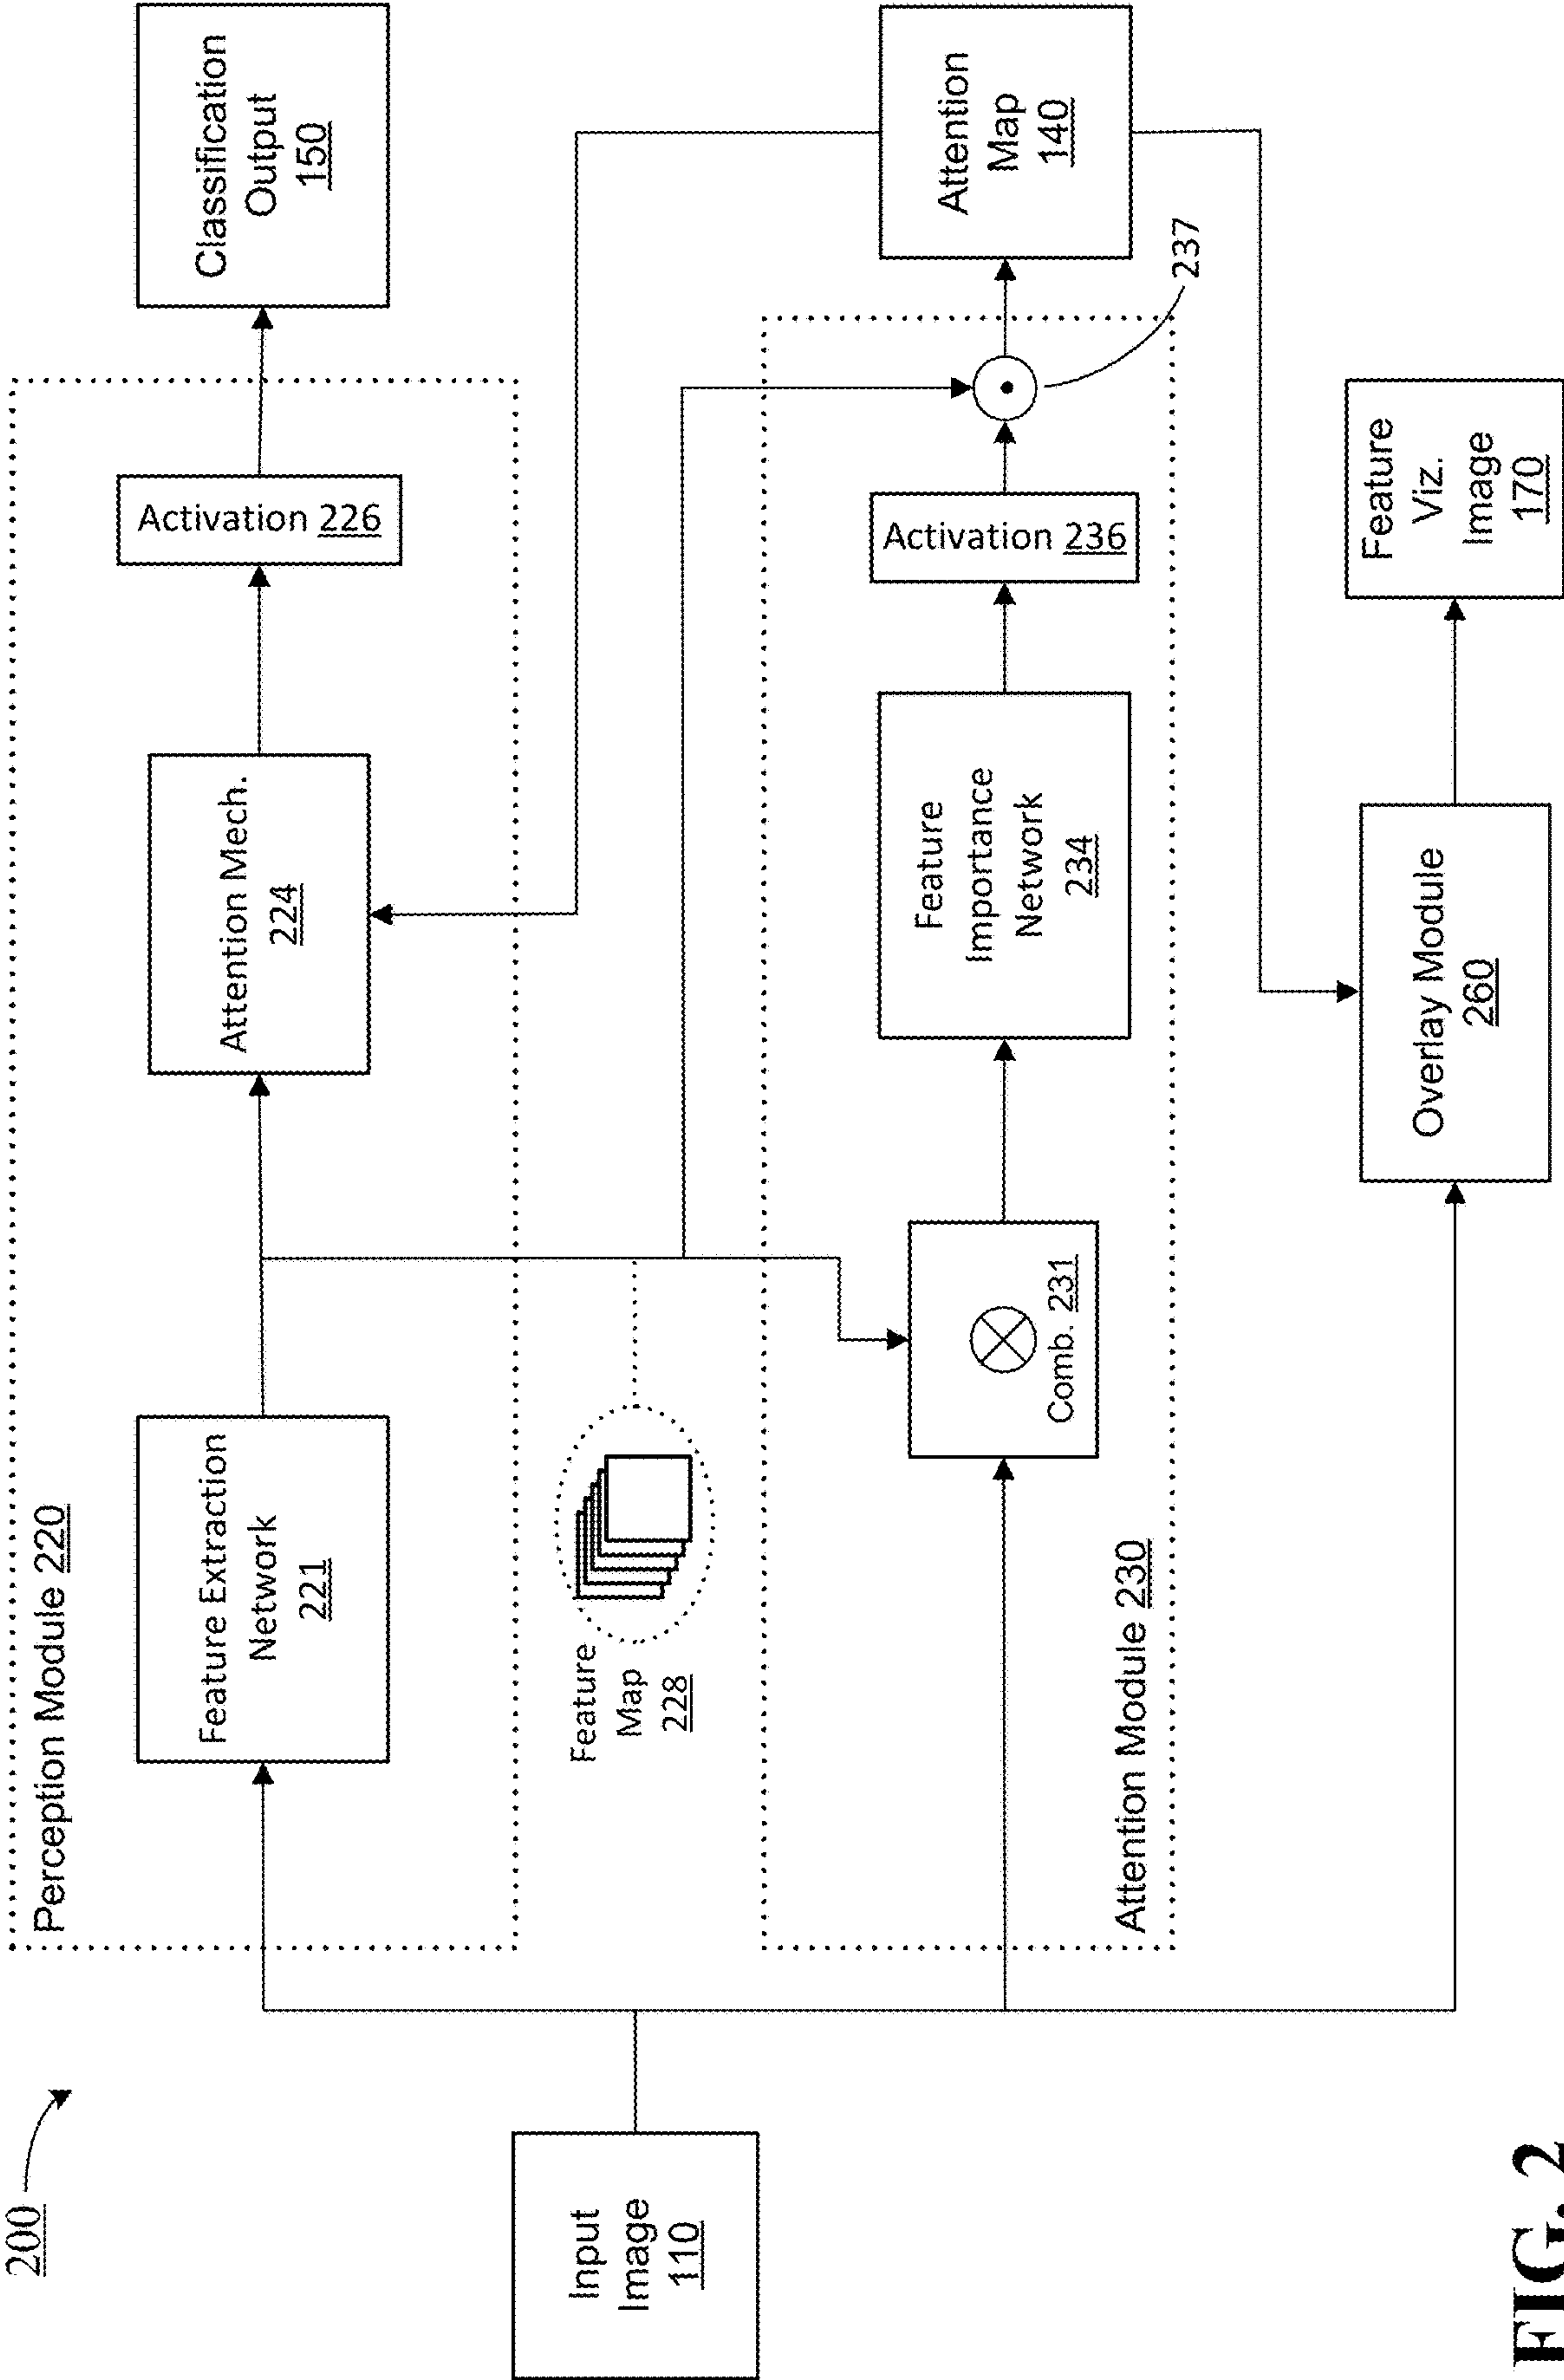 200
Perception Module 220
Feature Extraction
Network
221
Attention Mech.
224
Activation 226
Classification
Output
150
Input
Image
110
Feature
Map
228
Attention Module 230
Comb. 231
Feature
Importance
Network
234
Activation 236
237
Attention
Map
140
Overlay Module
260
Feature
Viz.
Image
170
FIG. 2